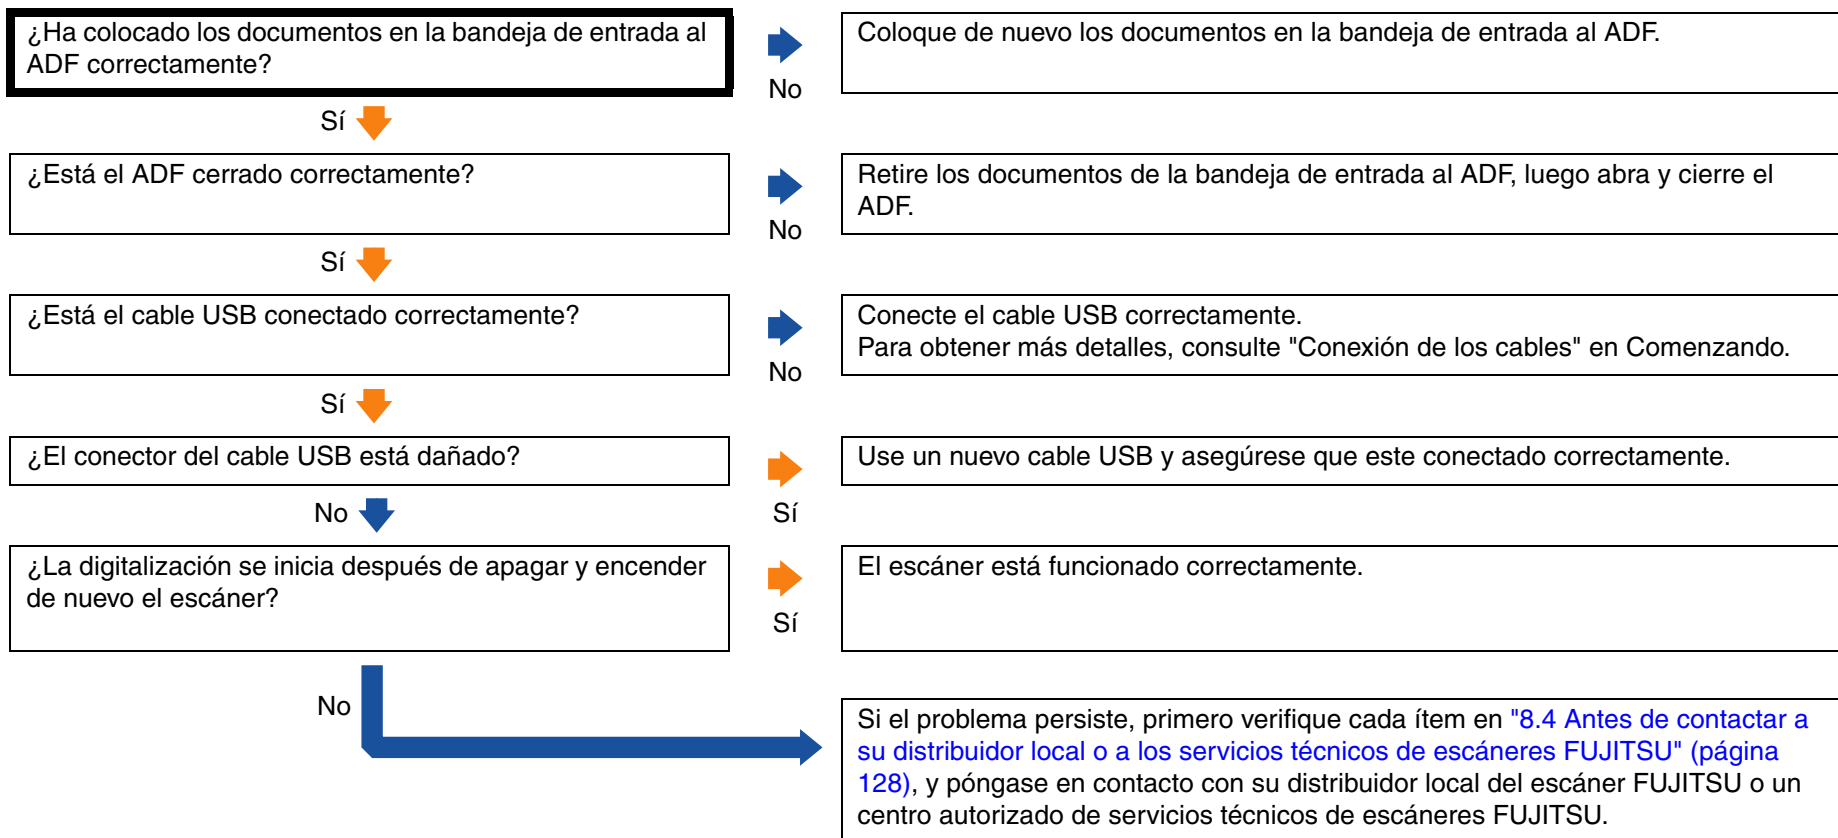 ¿Ha colocado los documentos en la bandeja de entrada al
ADF correctamente?
No
Coloque de nuevo los documentos en la bandeja de entrada al ADF.
Sí
¿Está el ADF cerrado correctamente?
No
Retire los documentos de la bandeja de entrada al ADF, luego abra y cierre el
ADF.
Sí
¿Está el cable USB conectado correctamente?
No
Conecte el cable USB correctamente.
Para obtener más detalles, consulte "Conexión de los cables" en Comenzando.
Sí
¿El conector del cable USB está dañado?
Sí
Use un nuevo cable USB y asegúrese que este conectado correctamente.
No
¿La digitalización se inicia después de apagar y encender
de nuevo el escáner?
Sí
El escáner está funcionado correctamente.
No
Si el problema persiste, primero verifique cada ítem en "8.4 Antes de contactar a
su distribuidor local o a los servicios técnicos de escáneres FUJITSU" (página
128), y póngase en contacto con su distribuidor local del escáner FUJITSU o un
centro autorizado de servicios técnicos de escáneres FUJITSU.